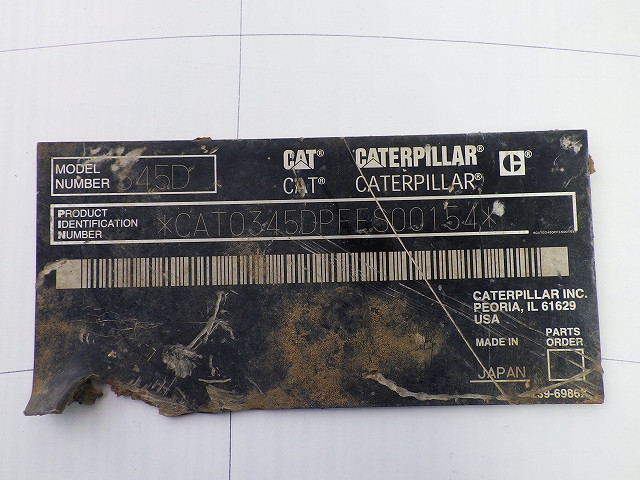 MODEL NUMBER 345D
CAT® CATERPILLAR® C®
CAT® CATERPILLAR®
PRODUCT IDENTIFICATION NUMBER *CAT0345DPEES00154*
CATERPILLAR INC.
PEORIA, IL 61629
USA
MADE IN JAPAN
PARTS ORDER